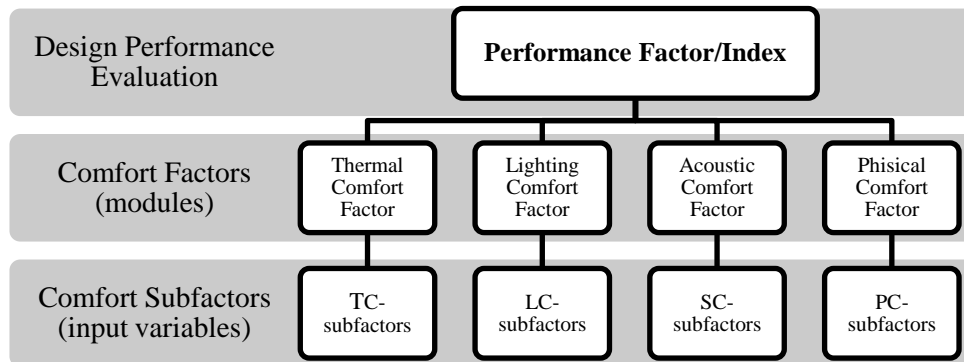 Design Performance
Evaluation
Performance Factor/Index
Comfort Factors
(modules)
Thermal
Comfort
Factor
Lighting
Comfort
Factor
Acoustic
Comfort
Factor
Phisical
Comfort
Factor
Comfort Subfactors
(input variables)
TC-
subfactors
LC-
subfactors
SC-
subfactors
PC-
subfactors